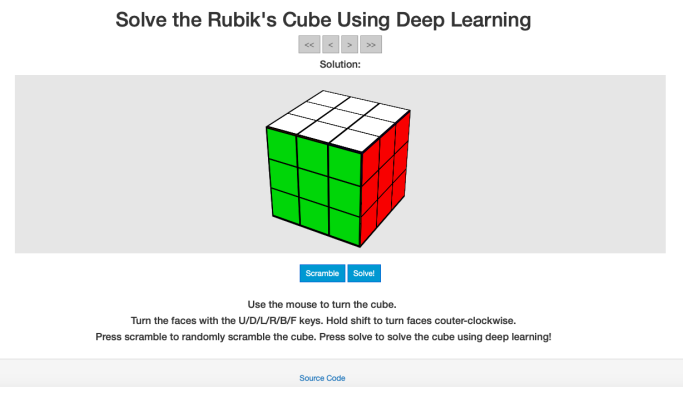 Solve the Rubik's Cube Using Deep Learning
<< < > >>
Solution:
Scramble Solve!
Use the mouse to turn the cube.
Turn the faces with the U/D/L/R/B/F keys. Hold shift to turn faces couter-clockwise.
Press scramble to randomly scramble the cube. Press solve to solve the cube using deep learning!
Source Code